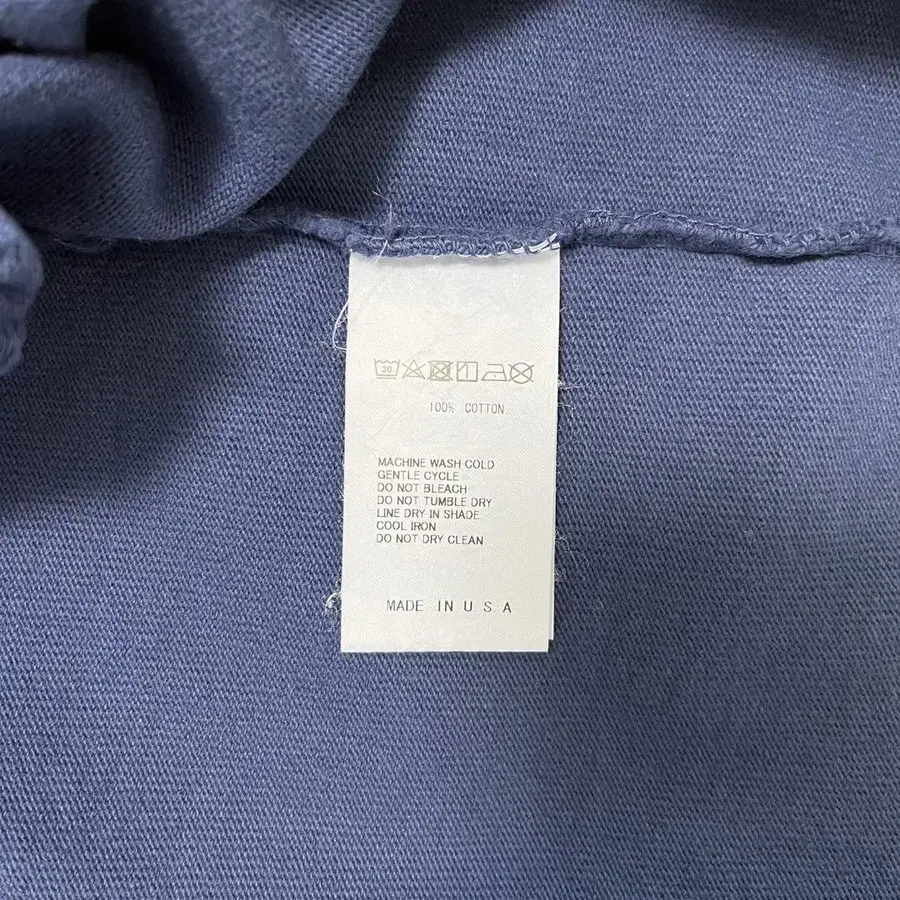 30
100% COTTON
MACHINE WASH COLD
GENTLE CYCLE
DO NOT BLEACH
DO NOT TUMBLE DRY
LINE DRY IN SHADE
COOL IRON
DO NOT DRY CLEAN
MADE IN U S A